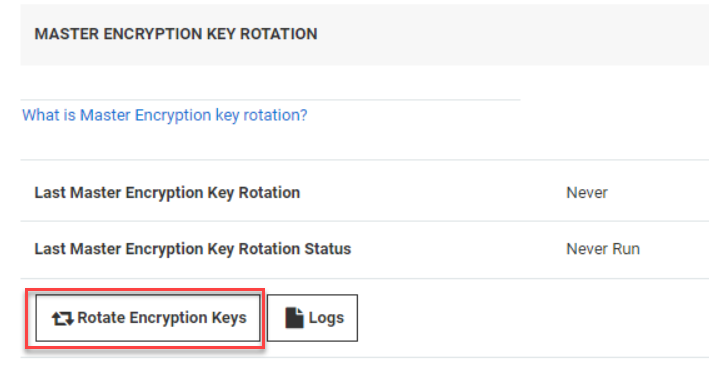 MASTER ENCRYPTION KEY ROTATION
What is Master Encryption key rotation?
Last Master Encryption Key Rotation Never
Last Master Encryption Key Rotation Status Never Run
Rotate Encryption Keys Logs